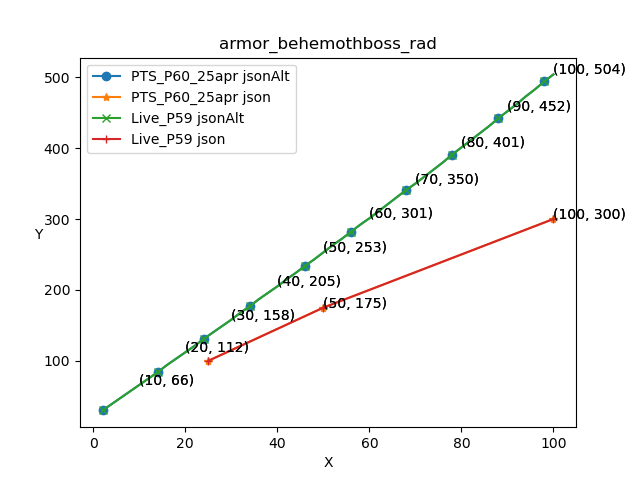 armor_behemothboss_rad
PTS_P60_25apr jsonAlt
PTS_P60_25apr json
Live_P59 jsonAlt
Live_P59 json
(100, 504)
(90, 452)
(80, 401)
(70, 350)
(60, 301)
(100, 300)
(50, 253)
(40, 205)
(50, 175)
(30, 158)
(20, 112)
(10, 66)
500
400
300
200
100
Y
0 20 40 60 80 100
X